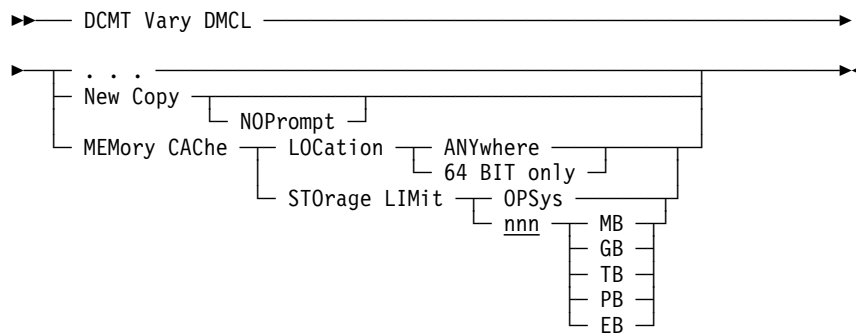 DCMT Vary DMCL
. . .
New Copy
NOPrompt
MEMory CAChe LOCation ANYwhere
64 BIT only
STOrage LIMit OPSys
nnn MB
GB
TB
PB
EB